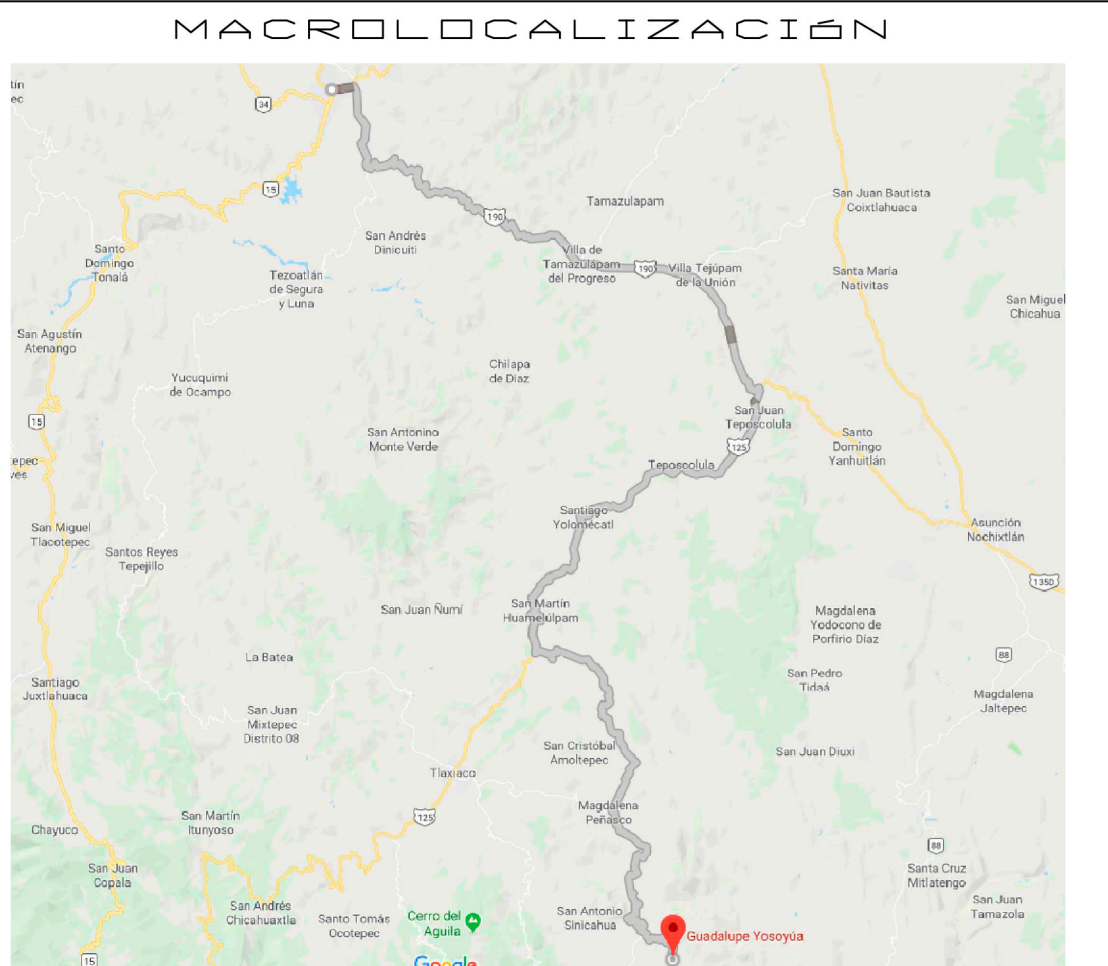 MACROLOCALIZACIÓN
tín
ec
34
15
190
Tamazulapam
San Juan Bautista
Coixtlahuaca
San Andrés
Dinicuiti
Santo
Domingo
Tonalá
Villa de
Tamazulápam
del Progreso
190
Villa Tejúpam
de la Unión
Tezoatlán
de Segura
y Luna
Santa María
Nativitas
San Miguel
Chicahua
San Agustín
Atenango
Chilapa
de Diaz
Yucuquimi
de Ocampo
15
San Juan
Teposcolula
San Antonino
Monte Verde
125
Santo
Domingo
Yanhuitlán
epec
ves
Teposcolula
Santiago
Yolomécatl
San Miguel
Tlacotepec
Asunción
Nochixtlán
Santos Reyes
Tepejillo
135D
San Juan Ñumí
San Martín
Huamelúlpam
Magdalena
Yodocono de
Porfirio Díaz
La Batea
88
Santiago
Juxtlahuaca
San Pedro
Tidaá
Magdalena
Jaltepec
San Juan
Mixtepec
Distrito 08
San Cristóbal
Amoltepec
San Juan Diuxi
Tlaxiaco
Magdalena
Peñasco
125
San Martín
Itunyoso
Chayuco
88
San Juan
Copala
Santa Cruz
Mitlatengo
San Andrés
Chicahuaxtla
Santo Tomás
Ocotepec
Cerro del
Aguila
San Antonio
Sinicahua
San Juan
Tamazola
Guadalupe Yosoyúa
15
Google